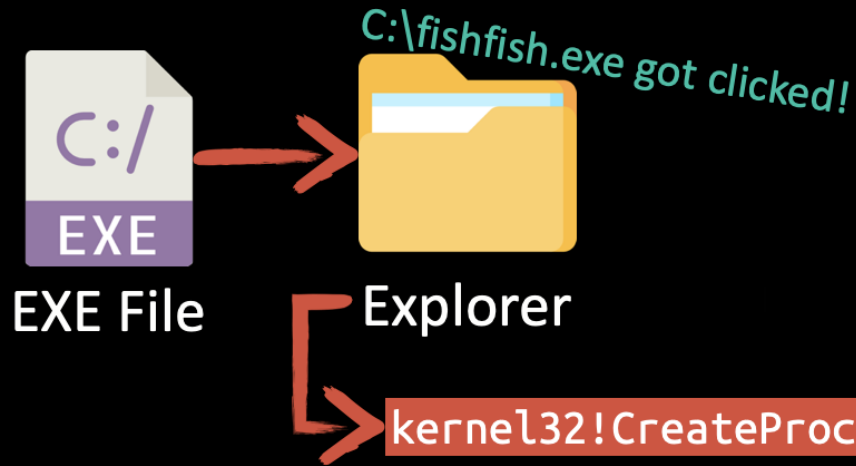 C:\fishfish.exe got clicked!
C:/
EXE
EXE File
Explorer
kernel32!CreateProc